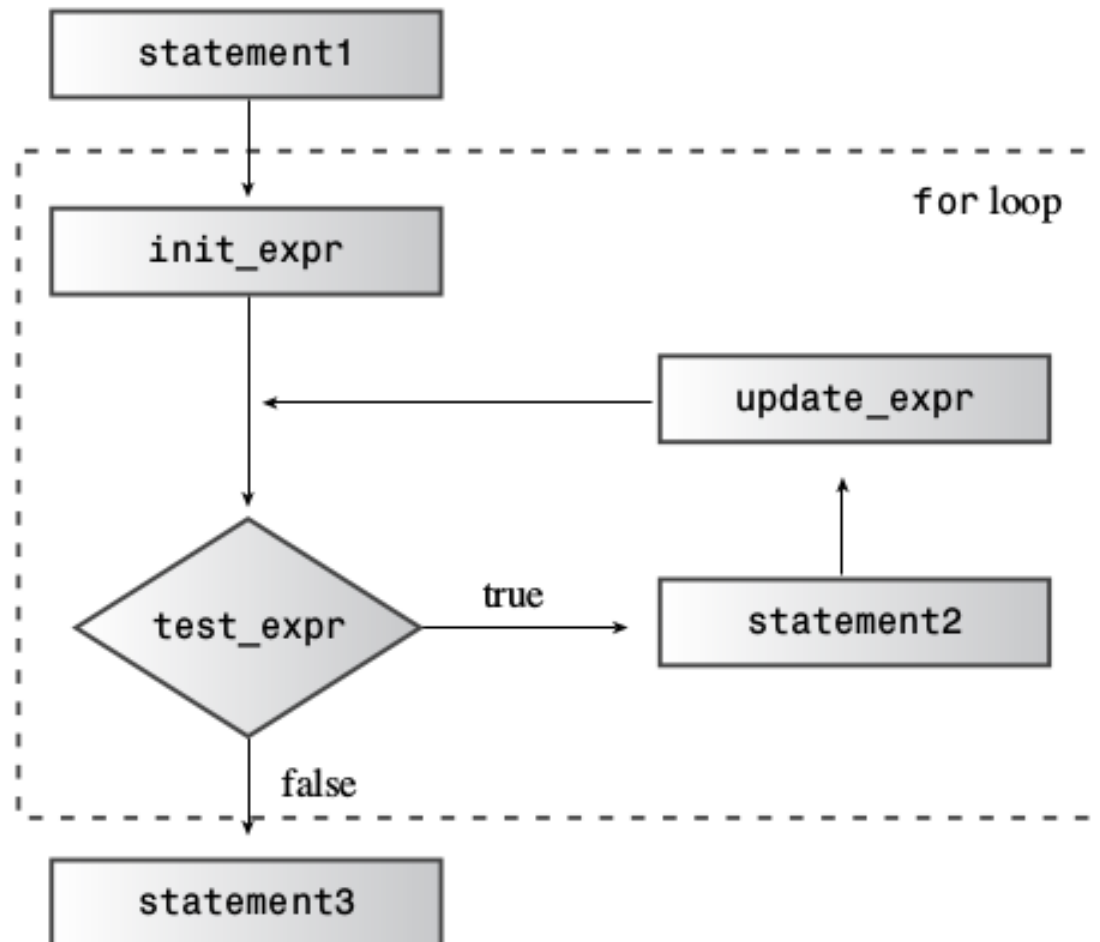 statement1
for loop
init_expr
update_expr
true
test_expr
statement2
false
statement3